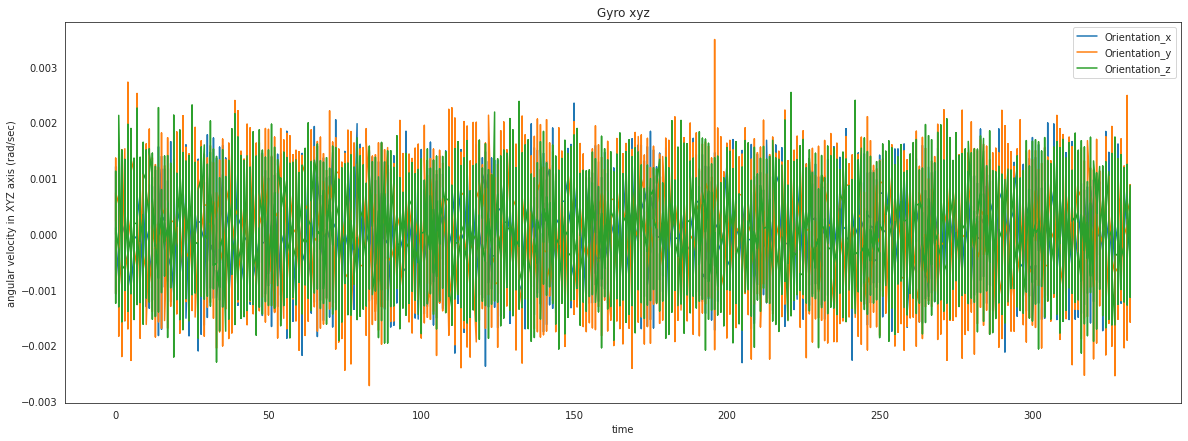 Gyro xyz
Orientation_x
Orientation_y
Orientation_z
angular velocity in XYZ axis (rad/sec)
0.003
0.002
0.001
0.000
−0.001
−0.002
−0.003
0 50 100 150 200 250 300
time